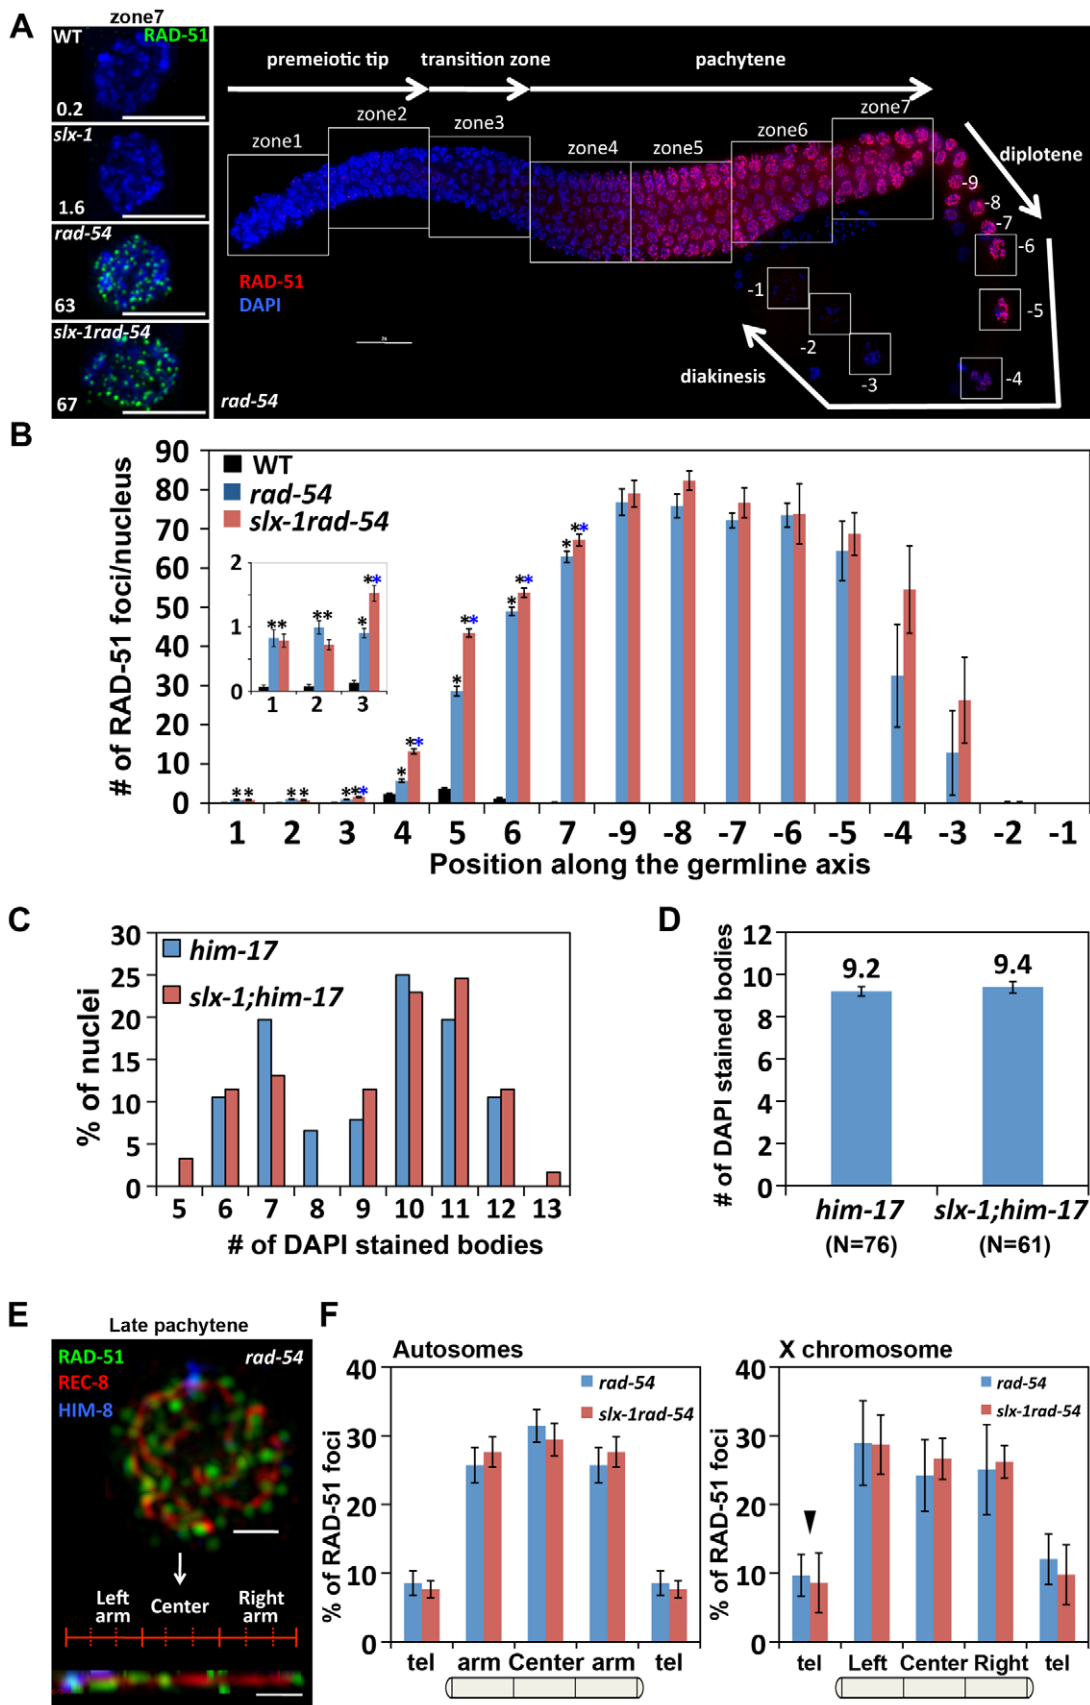 A
zone7
WT RAD-51
0.2
slx-1
1.6
rad-54
63
slx-1rad-54
67
premeiotic tip transition zone pachytene
zone1 zone2 zone3 zone4 zone5 zone6 zone7
diplotene
-9
-8
-7
-6
-5
-4
-3
-2
-1
RAD-51
DAPI
diakinesis
rad-54
B
# of RAD-51 foci/nucleus
90
80
70
60
50
40
30
20
10
0
WT
rad-54
slx-1rad-54
2
1
0
** ** * **
1 2 3
** ** * ** * ** * ** * ** * **
1 2 3 4 5 6 7 -9 -8 -7 -6 -5 -4 -3 -2 -1
Position along the germline axis
C
% of nuclei
30
25
20
15
10
5
0
him-17
slx-1;him-17
5 6 7 8 9 10 11 12 13
# of DAPI stained bodies
D
# of DAPI stained bodies
12
10
8
6
4
2
0
9.2 9.4
him-17 slx-1;him-17
(N=76) (N=61)
E
Late pachytene
RAD-51 rad-54
REC-8
HIM-8
Left arm Center Right arm
F
Autosomes
% of RAD-51 foci
40
30
20
10
0
rad-54
slx-1rad-54
tel arm Center arm tel
X chromosome
% of RAD-51 foci
40
30
20
10
0
rad-54
slx-1rad-54
tel Left Center Right tel